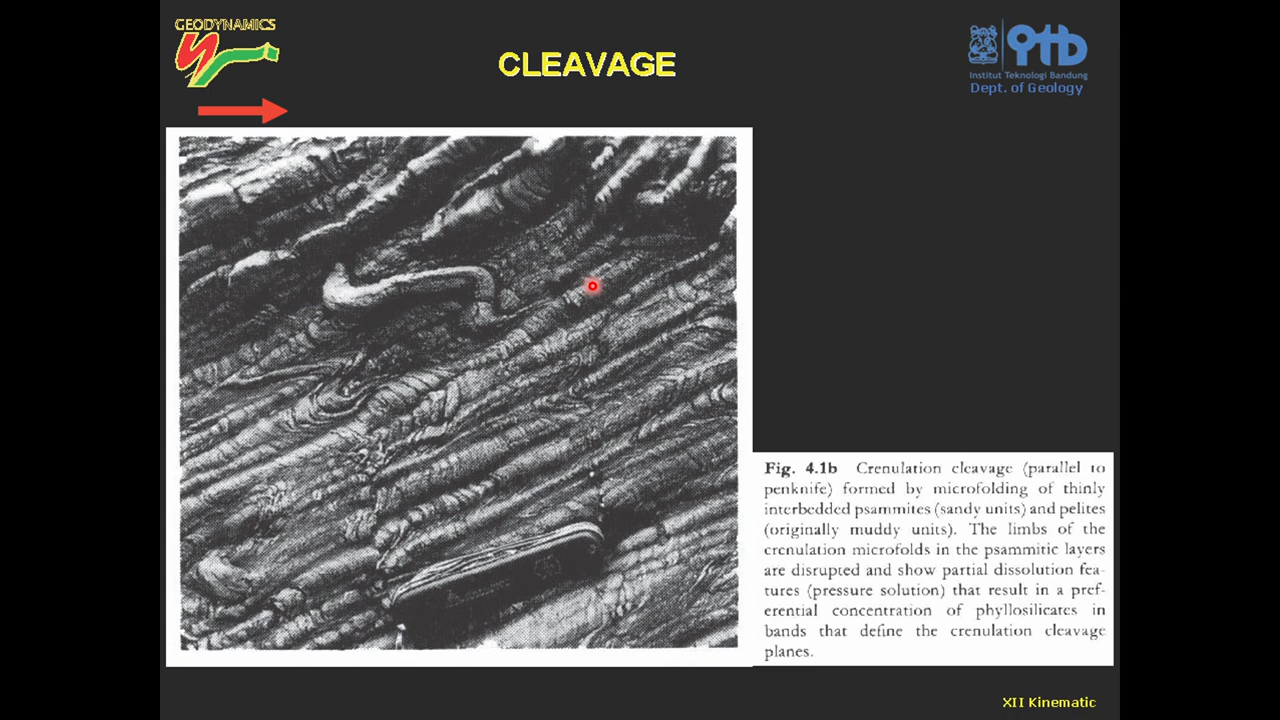 GEODYNAMICS
CLEAVAGE
Institut Teknologi Bandung
Dept. of Geology
Fig. 4.1b Crenulation cleavage (parallel to
penknife) formed by microfolding of thinly
interbedded psammites (sandy units) and pelites
(originally muddy units). The limbs of the
crenulation microfolds in the psammitic layers
are disrupted and show partial dissolution fea-
tures (pressure solution) that result in a pref-
erential concentration of phyllosilicates in
bands that define the crenulation cleavage
planes.
XII Kinematic